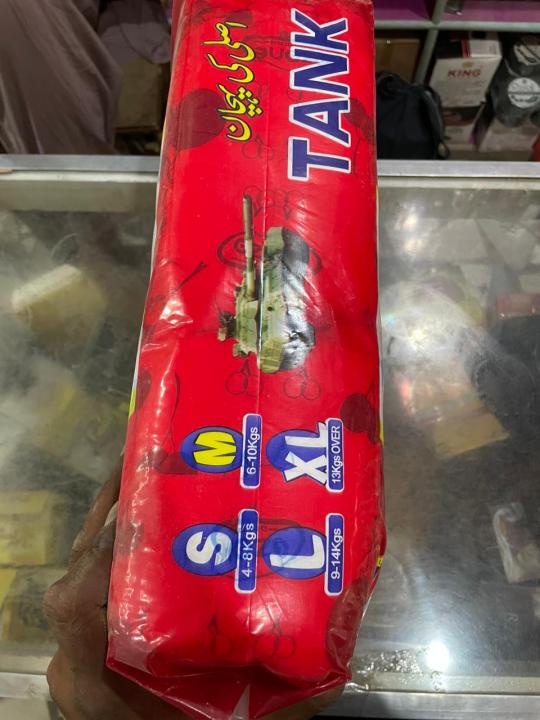 اصلی کی پہچان
TANK
S
4-8Kgs
M
6-10Kgs
L
9-14Kgs
XL
13Kgs OVER
KING